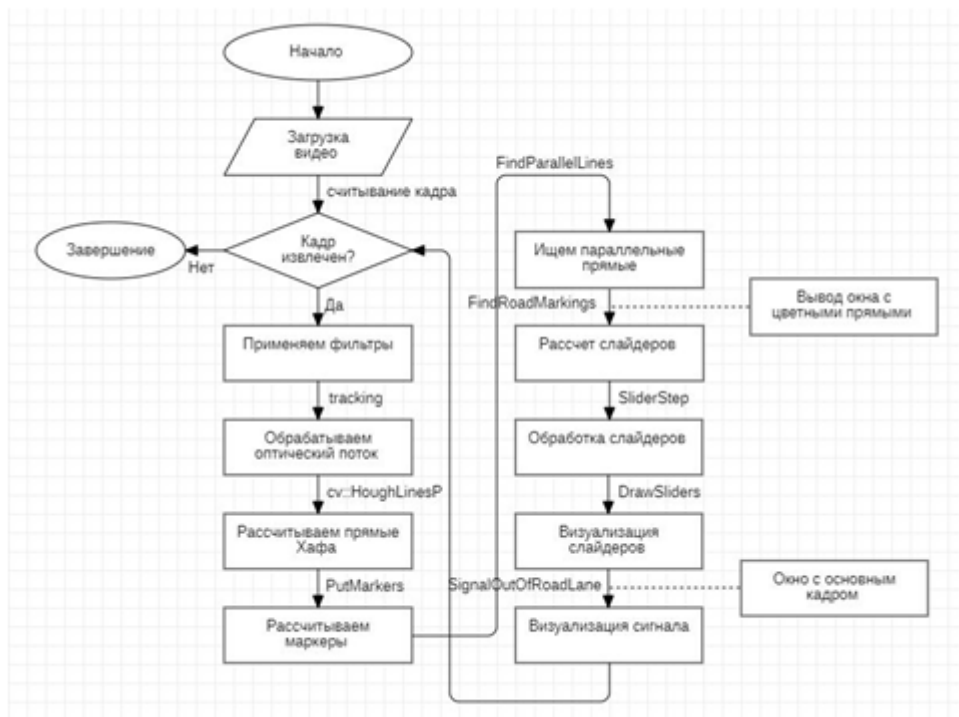 Начало
Загрузка
видео
считывание кадра
Кадр
извлечен?
Завершение
Нет
Да
Применяем фильтры
tracking
Обрабатываем
оптический поток
cv::HoughLinesP
Рассчитываем прямые
Хафа
PutMarkers
Рассчитываем
маркеры
FindParallelLines
Ищем параллельные
прямые
FindRoadMarkings
Вывод окна с
цветными прямыми
Рассчет слайдеров
SliderStep
Обработка слайдеров
DrawSliders
Визуализация
слайдеров
SignalOutOfRoadLane
Окно с основным
кадром
Визуализация сигнала